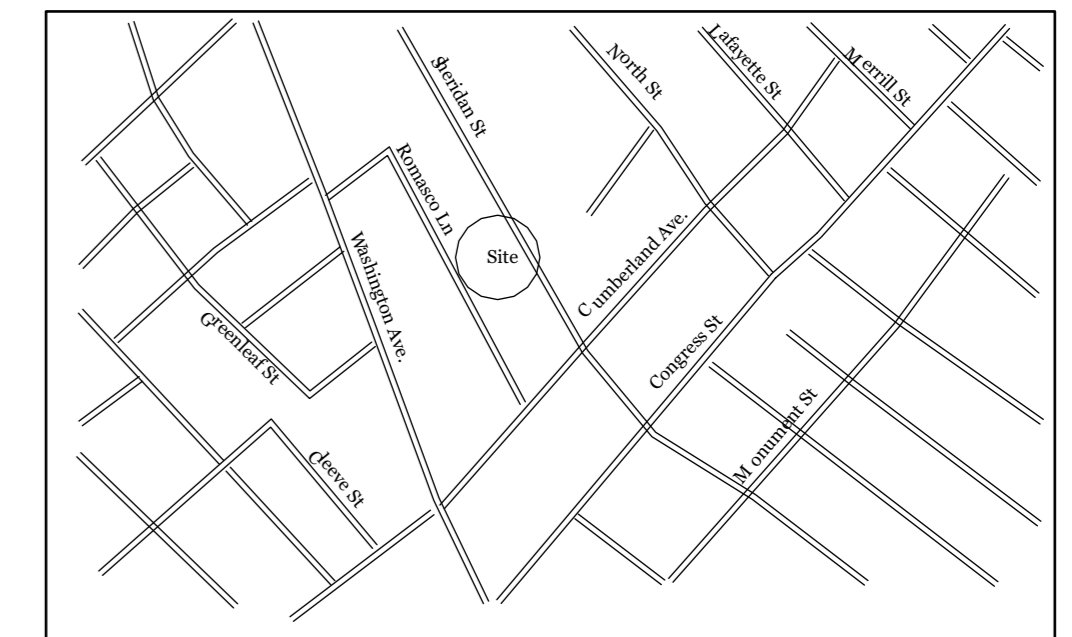 Sheridan St
North St
Lafayette St
Merrill St
Romasco Ln
Site
Washington Ave.
Cumberland Ave.
Greenleaf St
Congress St
Monument St
Cleeve St